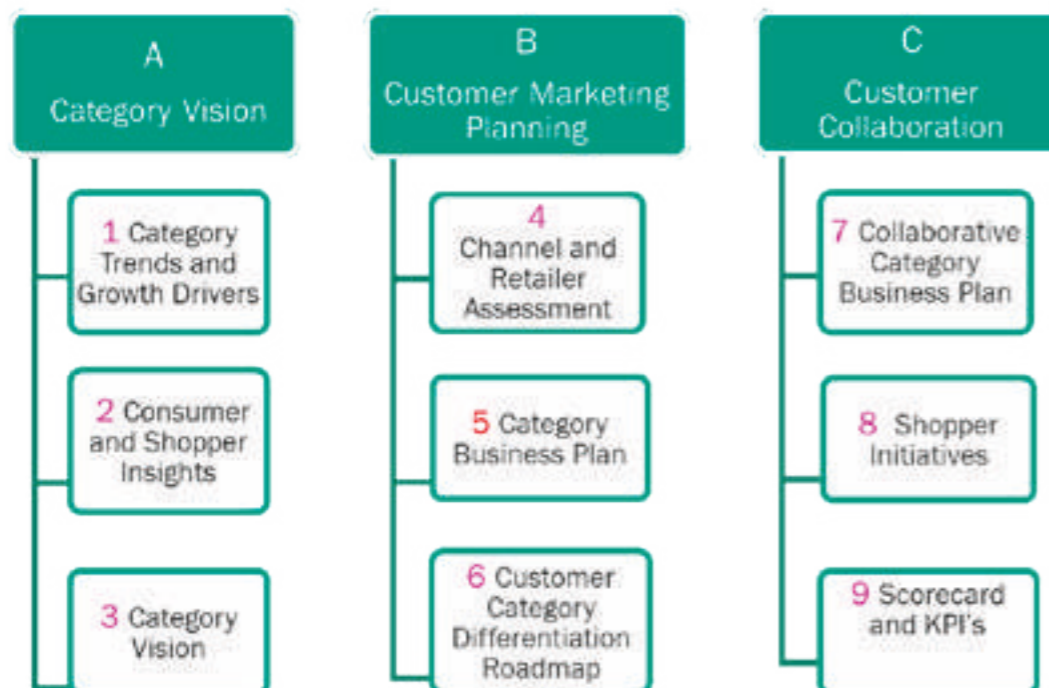 A
Category Vision
1 Category
Trends and
Growth Drivers
2 Consumer
and Shopper
Insights
3 Category
Vision
B
Customer Marketing
Planning
4
Channel and
Retailer
Assessment
5 Category
Business Plan
6 Customer
Category
Differentiation
Roadmap
C
Customer
Collaboration
7 Collaborative
Category
Business Plan
8 Shopper
Initiatives
9 Scorecard
and KPI's